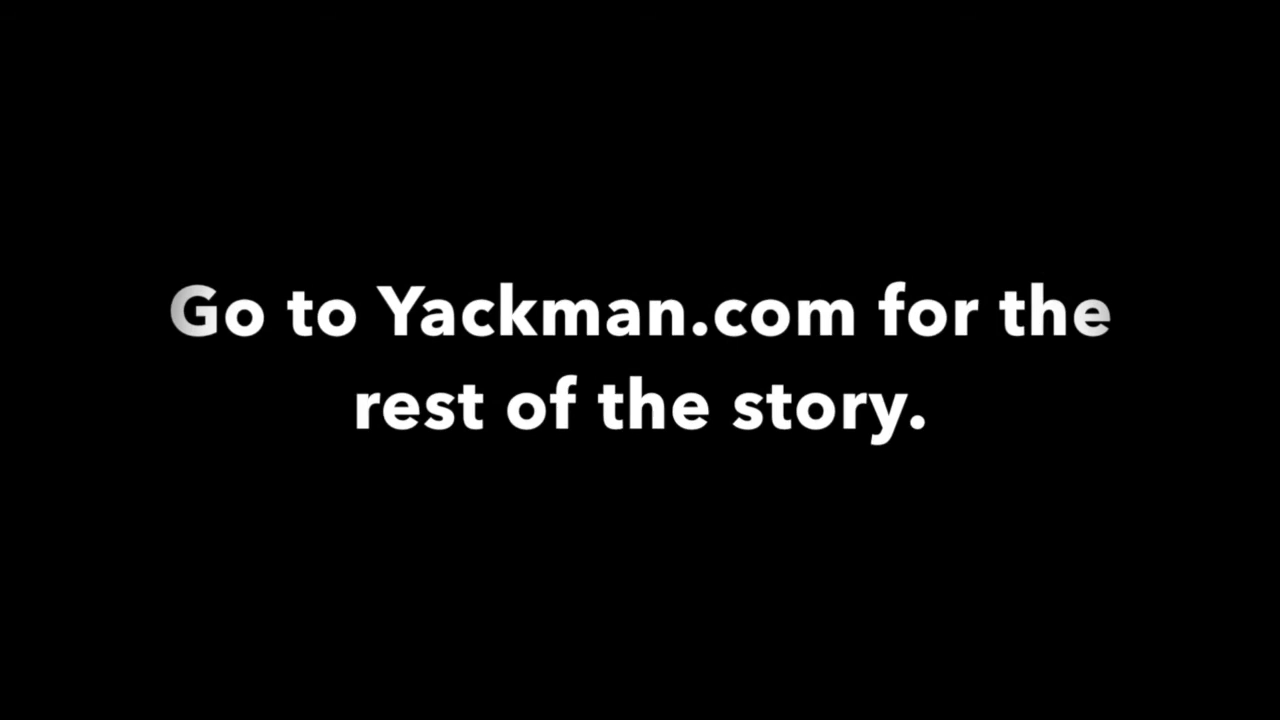 Go to Yackman.com for the
rest of the story.